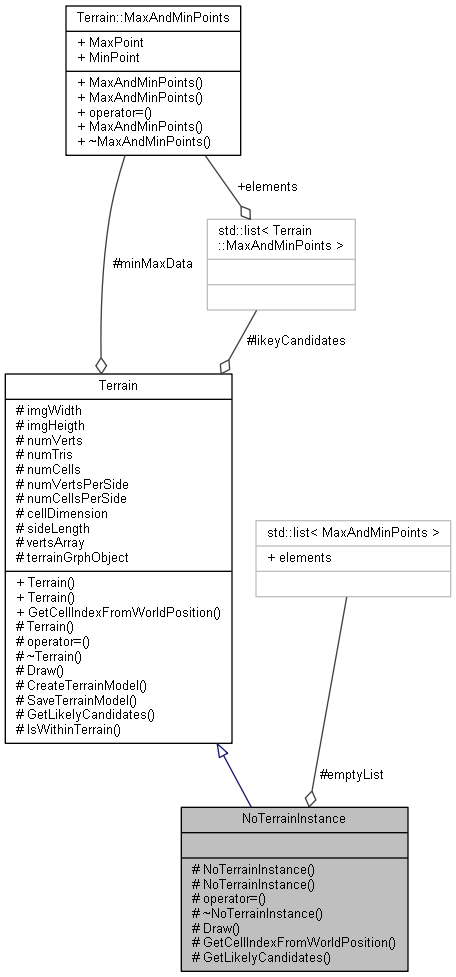 Terrain::MaxAndMinPoints
+ MaxPoint
+ MinPoint
+ MaxAndMinPoints()
+ MaxAndMinPoints()
+ operator=()
+ MaxAndMinPoints()
+ ~MaxAndMinPoints()
+elements
std::list< Terrain
::MaxAndMinPoints >
#minMaxData
#likeyCandidates
Terrain
# imgWidth
# imgHeigth
# numVerts
# numTris
# numCells
# numVertsPerSide
# numCellsPerSide
# cellDimension
# sideLength
# vertsArray
# terrainGrphObject
+ Terrain()
+ Terrain()
+ GetCellIndexFromWorldPosition()
# Terrain()
# operator=()
# ~Terrain()
# Draw()
# CreateTerrainModel()
# SaveTerrainModel()
# GetLikelyCandidates()
# IsWithinTerrain()
std::list< MaxAndMinPoints >
+ elements
#emptyList
NoTerrainInstance
# NoTerrainInstance()
# NoTerrainInstance()
# operator=()
# ~NoTerrainInstance()
# Draw()
# GetCellIndexFromWorldPosition()
# GetLikelyCandidates()